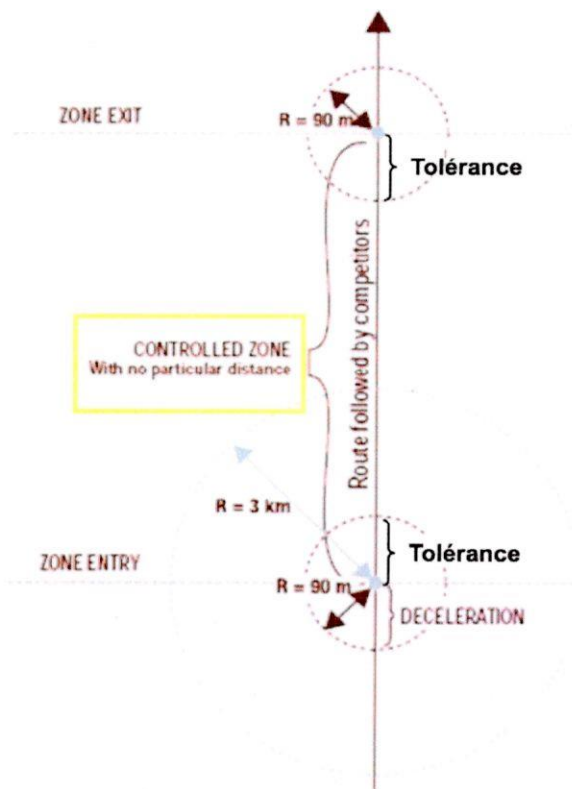 ZONE EXIT
R = 90 m
Tolérance
Route followed by competitors
CONTROLLED ZONE
With no particular distance
R = 3 km
Tolérance
ZONE ENTRY
R = 90 m
DECELERATION